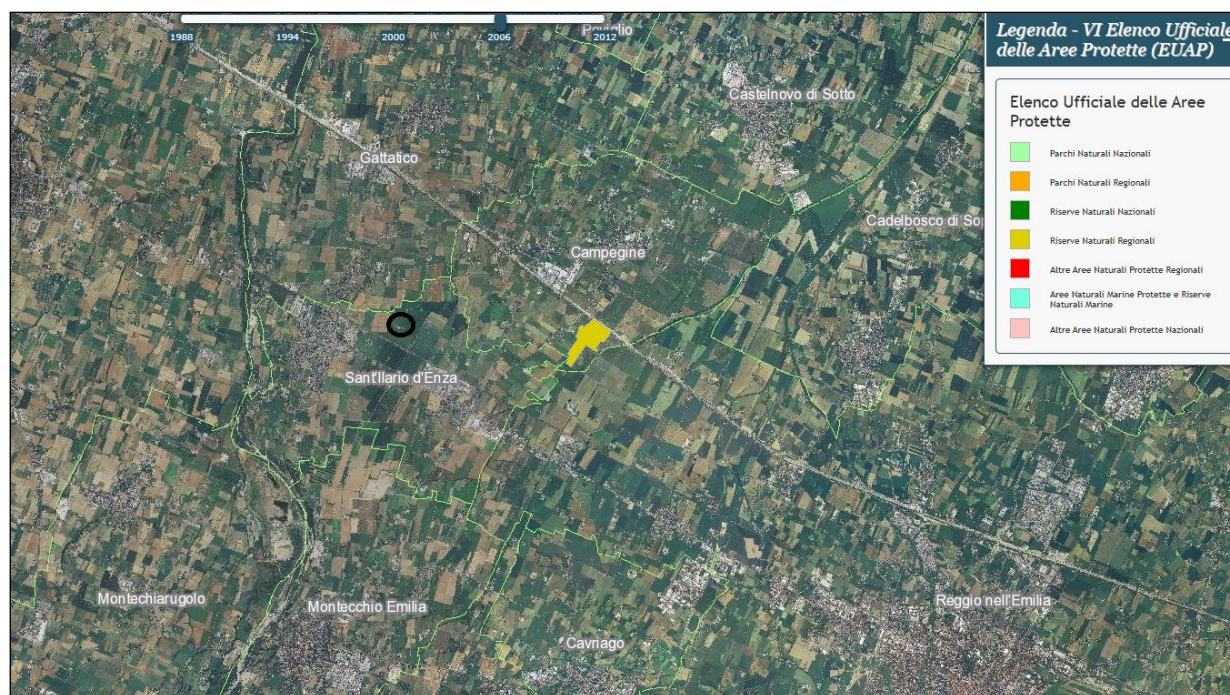 1988
1994
2000
2006
2012
Legenda - VI Elenco Ufficiale
delle Aree Protette (EUAP)
Elenco Ufficiale delle Aree
Protette
Parchi Naturali Nazionali
Parchi Naturali Regionali
Riserve Naturali Nazionali
Riserve Naturali Regionali
Altre Aree Naturali Protette Regionali
Aree Naturali Marine Protette e Riserve
Naturali Marine
Altre Aree Naturali Protette Nazionali
Poviglio
Castelnovo di Sotto
Gattatico
Cadelbosco di Sop
Campegine
Sant'Ilario d'Enza
Montechiarugolo
Montecchio Emilia
Reggio nell'Emilia
Cavriago